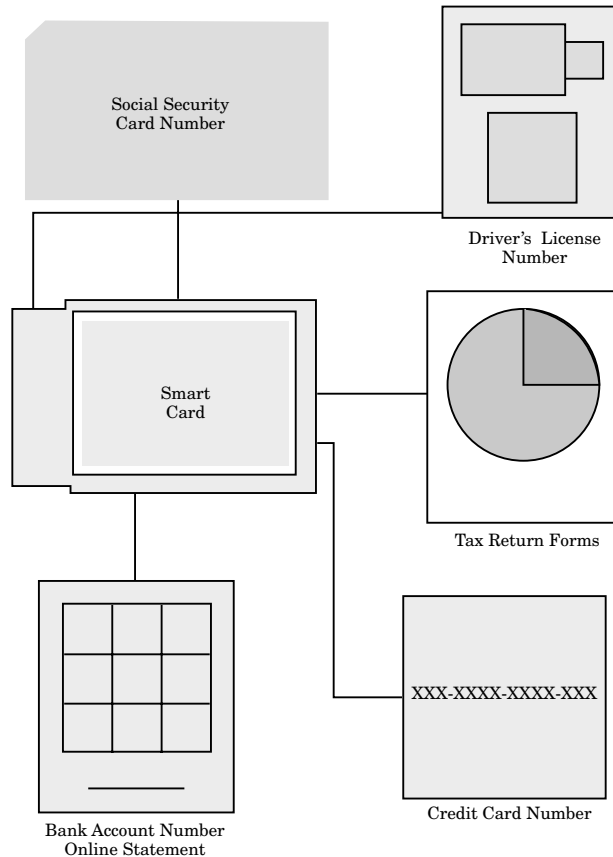 Social Security
Card Number
Driver's License
Number
Smart
Card
Tax Return Forms
XXX-XXXX-XXXX-XXX
Credit Card Number
Bank Account Number
Online Statement